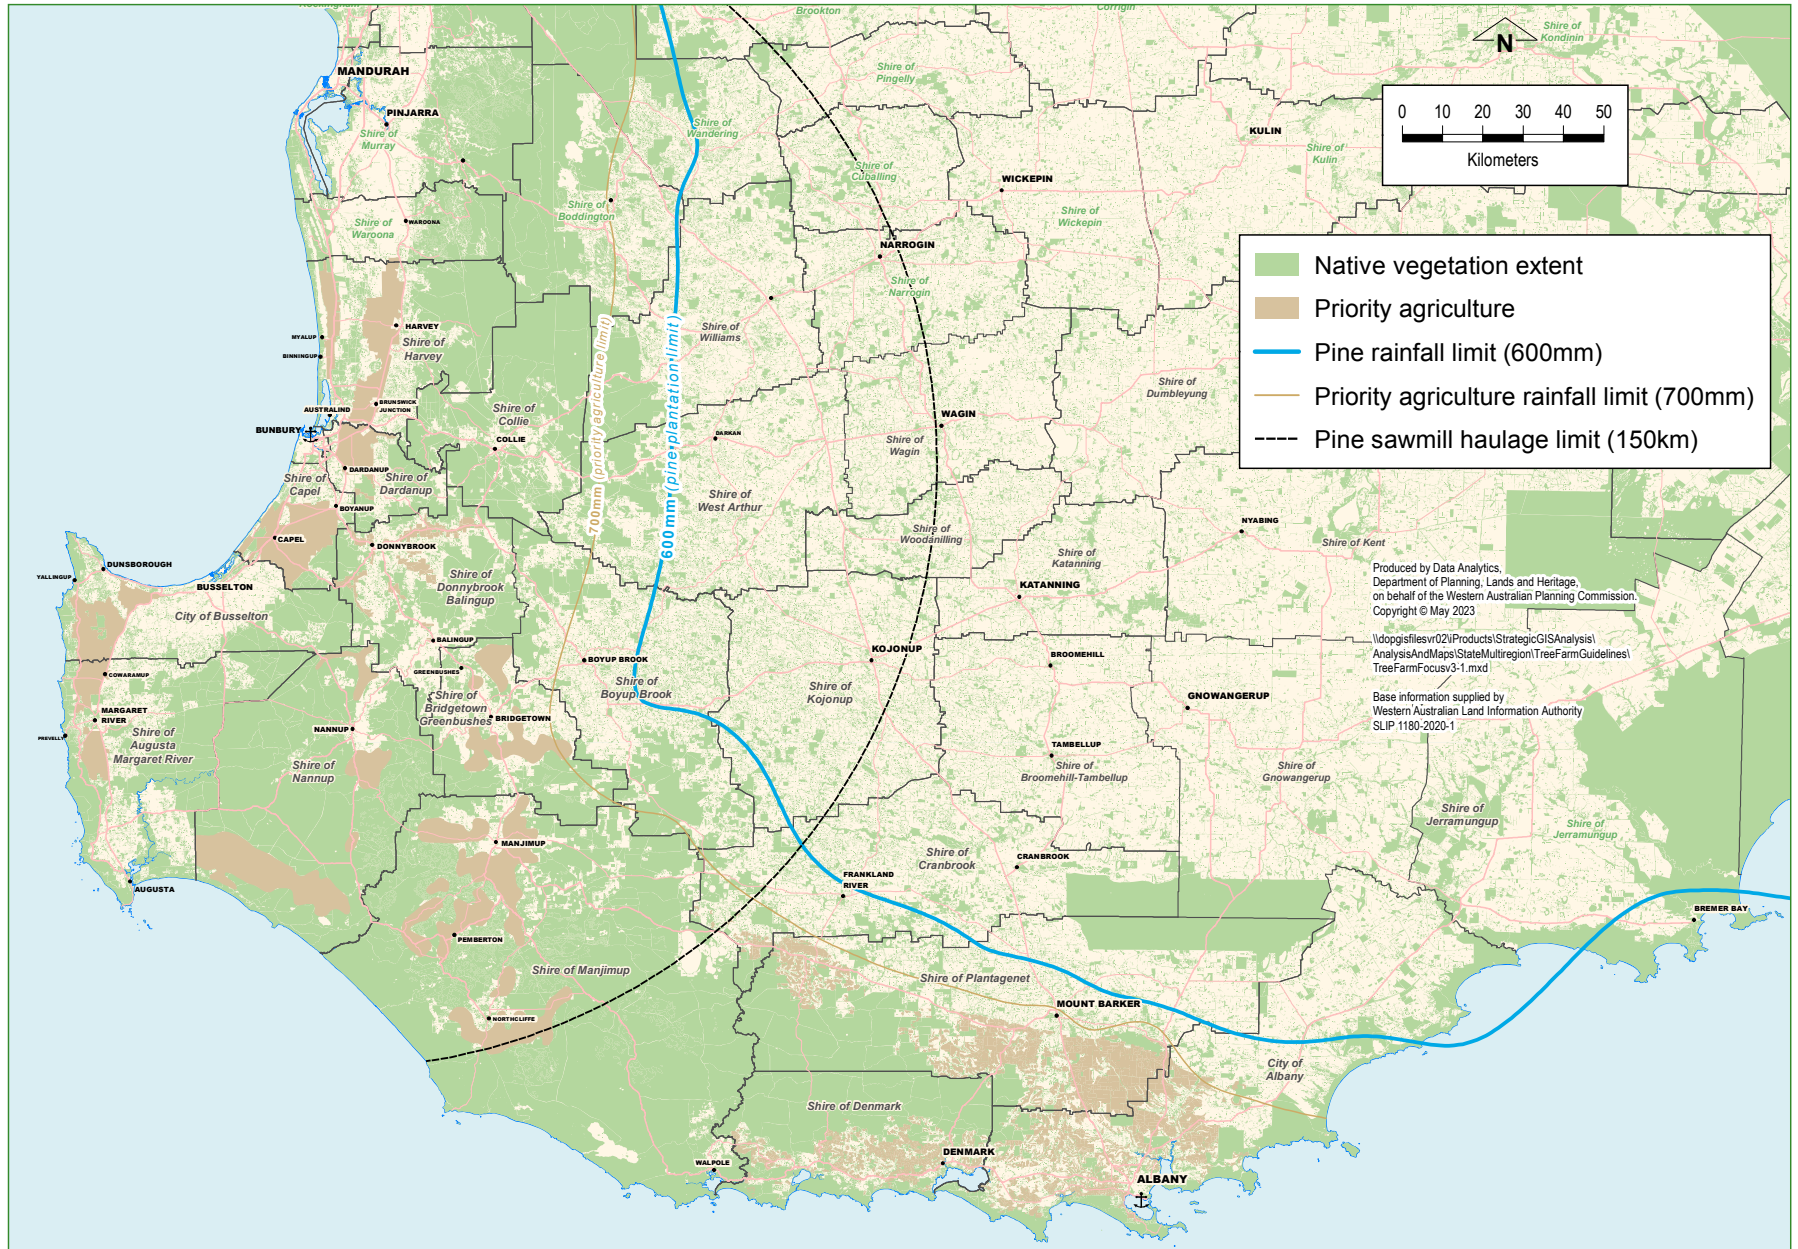 Rockingham
Brookton
Corrigin
Shire of
Kondinin
N
MANDURAH
Shire of
Pingelly
0 10 20 30 40 50
Kilometers
PINJARRA
Shire of
Murray
Shire of
Wandering
KULIN
Shire of
Kulin
Shire of
Cuballing
WICKEPIN
Shire of
Boddington
Shire of
Wickepin
Shire of
Waroona
WAROONA
NARROGIN
Shire of
Narrogin
Native vegetation extent
Priority agriculture
Pine rainfall limit (600mm)
Priority agriculture rainfall limit (700mm)
Pine sawmill haulage limit (150km)
MYALUP
BINNINGUP
HARVEY
Shire of
Harvey
Shire of
Williams
700mm (priority agriculture limit)
600mm (pine plantation limit)
Shire of
Dumbleyung
AUSTRALIND
BRUNSWICK
JUNCTION
Shire of
Collie
BUNBURY
COLLIE
DARKAN
WAGIN
Shire of
Wagin
DARDANUP
Shire of
Capel
Shire of
Dardanup
Shire of
West Arthur
BOYANUP
NYABING
Shire of Kent
Shire of
Woodanilling
CAPEL
DONNYBROOK
Shire of
Katanning
DUNSBOROUGH
YALLINGUP
BUSSELTON
Shire of
Donnybrook
Balingup
KATANNING
Produced by Data Analytics,
Department of Planning, Lands and Heritage,
on behalf of the Western Australian Planning Commission.
Copyright © May 2023
City of Busselton
\\dopgisfilesvr02\iProducts\StrategicGISAnalysis\
AnalysisAndMaps\StateMultiregion\TreeFarmGuidelines\
TreeFarmFocusv3-1.mxd
BALINGUP
KOJONUP
BROOMEHILL
GREENBUSHES
BOYUP BROOK
COWARAMUP
Shire of
Boyup Brook
Shire of
Kojonup
GNOWANGERUP
Base information supplied by
Western Australian Land Information Authority
SLIP 1180-2020-1
Shire of
Bridgetown
Greenbushes
BRIDGETOWN
MARGARET
RIVER
PREVELLY
Shire of
Augusta
Margaret River
NANNUP
Shire of
Nannup
TAMBELLUP
Shire of
Broomehill-Tambellup
Shire of
Gnowangerup
Shire of
Jerramungup
Shire of
Jerramungup
MANJIMUP
Shire of
Cranbrook
CRANBROOK
FRANKLAND
RIVER
AUGUSTA
BREMER BAY
PEMBERTON
Shire of Manjimup
Shire of Plantagenet
MOUNT BARKER
NORTHCLIFFE
City of
Albany
Shire of Denmark
WALPOLE
DENMARK
ALBANY